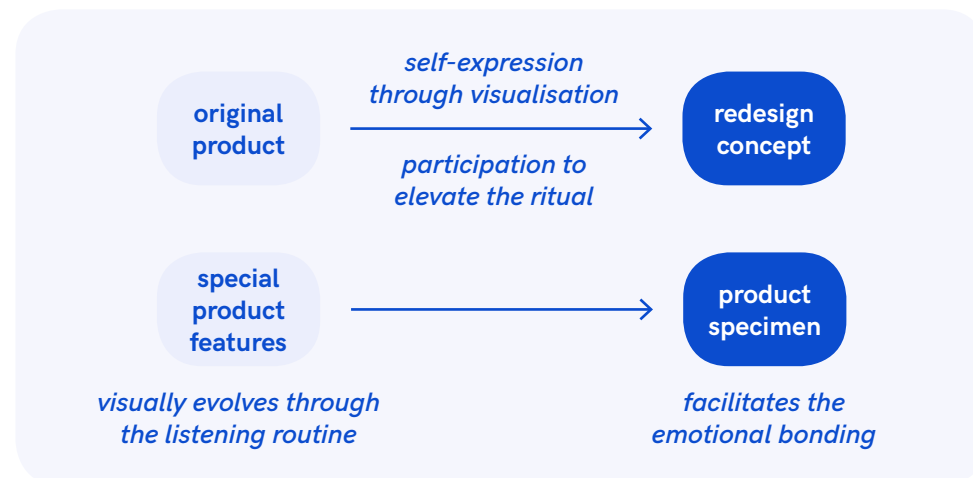 self-expression
through visualisation
original
product
redesign
concept
participation to
elevate the ritual
special
product
features
product
specimen
visually evolves through
the listening routine
facilitates the
emotional bonding